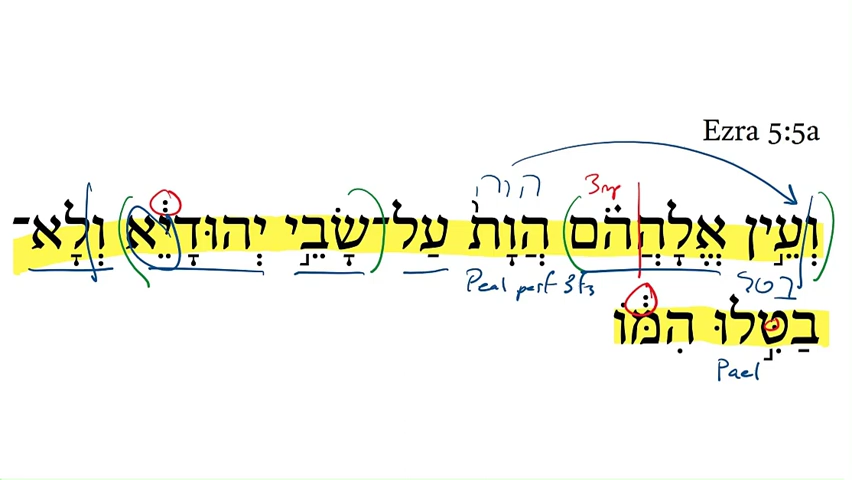 Ezra 5:5a
הוה 3mp
וְעֵ֣ין אֱלָהֲהֹ֗ם הֲוָת֙ עַל־שָׂבֵ֣י יְהוּדָיֵ֔א וְלָא־
Peal perf 3fs בטל
בַטִּ֣לוּ הִמּ֔וֹ
Pael